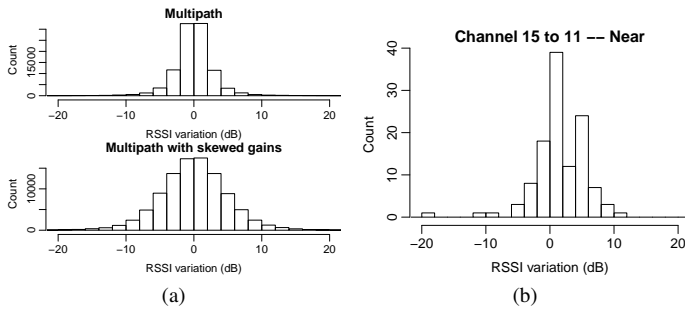 Multipath
Count
0 15000
−20 −10 0 10 20
RSSI variation (dB)
Multipath with skewed gains
Count
0 10000
−20 −10 0 10 20
RSSI variation (dB)
(a)
Channel 15 to 11 −− Near
Count
0 10 20 30 40
−20 −10 0 10 20
RSSI variation (dB)
(b)